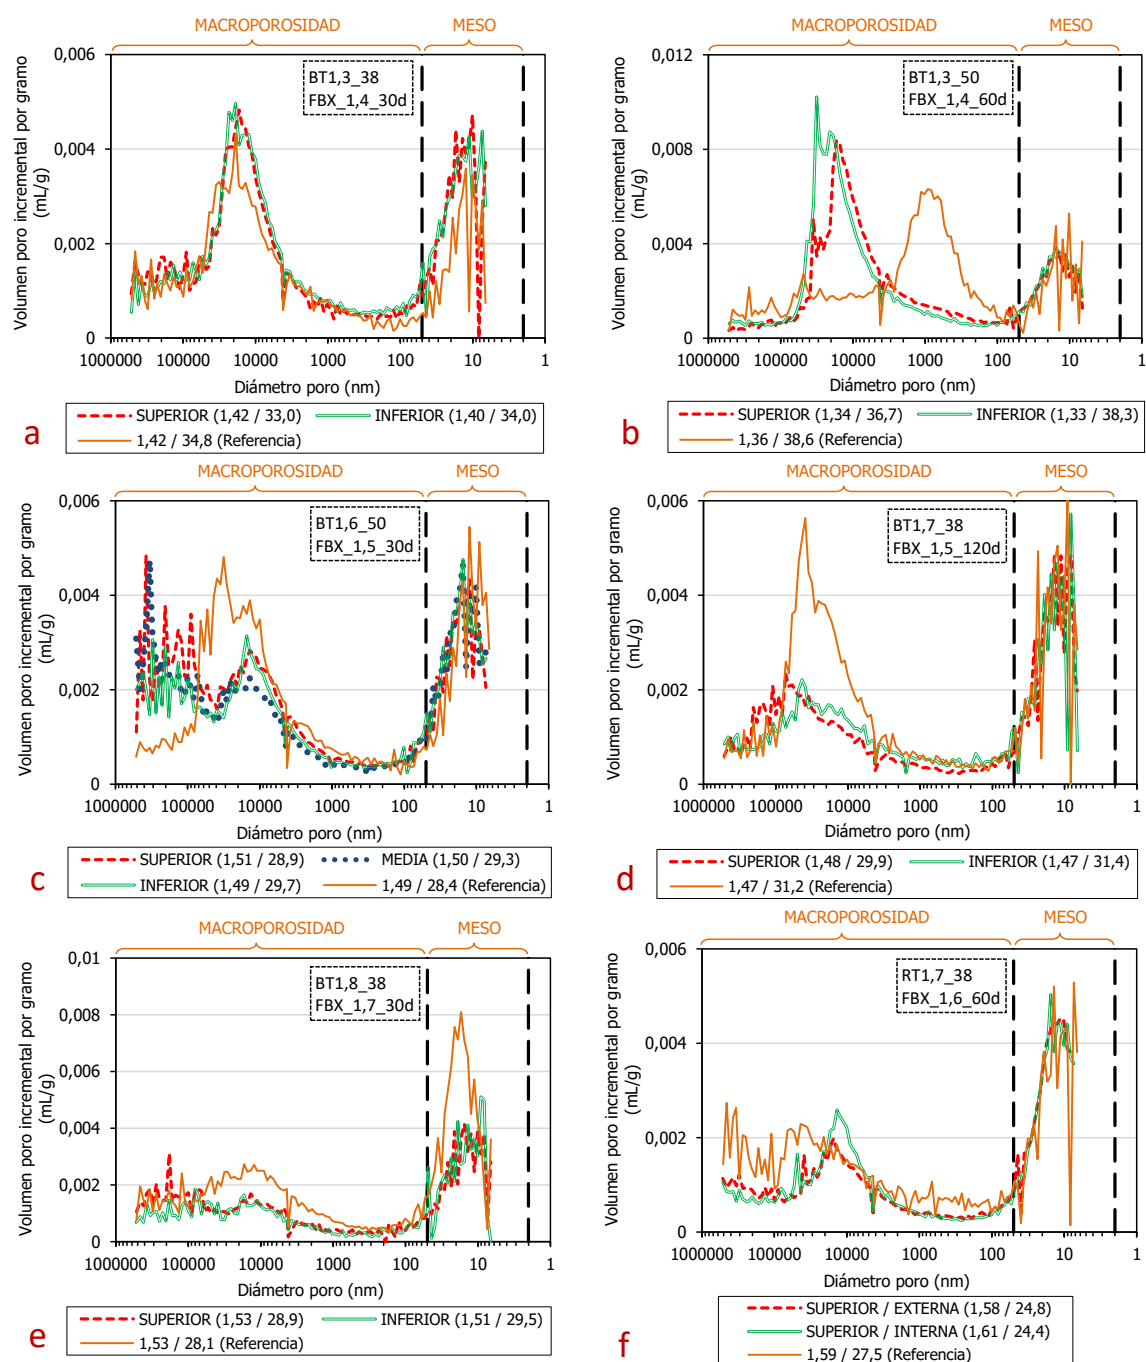 MACROPOROSIDAD MESO
0,006
0,004
0,002
0
Volumen poro incremental por gramo
(mL/g)
BT1,3_38
FBX_1,4_30d
1000000 100000 10000 1000 100 10 1
Diámetro poro (nm)
SUPERIOR (1,42 / 33,0) INFERIOR (1,40 / 34,0)
1,42 / 34,8 (Referencia)
a
MACROPOROSIDAD MESO
0,012
0,008
0,004
0
Volumen poro incremental por gramo
(mL/g)
BT1,3_50
FBX_1,4_60d
1000000 100000 10000 1000 100 10 1
Diámetro poro (nm)
SUPERIOR (1,34 / 36,7) INFERIOR (1,33 / 38,3)
1,36 / 38,6 (Referencia)
b
MACROPOROSIDAD MESO
0,006
0,004
0,002
0
Volumen poro incremental por gramo
(mL/g)
BT1,6_50
FBX_1,5_30d
1000000 100000 10000 1000 100 10 1
Diámetro poro (nm)
SUPERIOR (1,51 / 28,9) MEDIA (1,50 / 29,3)
INFERIOR (1,49 / 29,7) 1,49 / 28,4 (Referencia)
c
MACROPOROSIDAD MESO
0,006
0,004
0,002
0
Volumen poro incremental por gramo
(mL/g)
BT1,7_38
FBX_1,5_120d
1000000 100000 10000 1000 100 10 1
Diámetro poro (nm)
SUPERIOR (1,48 / 29,9) INFERIOR (1,47 / 31,4)
1,47 / 31,2 (Referencia)
d
MACROPOROSIDAD MESO
0,01
0,008
0,006
0,004
0,002
0
Volumen poro incremental por gramo
(mL/g)
BT1,8_38
FBX_1,7_30d
1000000 100000 10000 1000 100 10 1
Diámetro poro (nm)
SUPERIOR (1,53 / 28,9) INFERIOR (1,51 / 29,5)
1,53 / 28,1 (Referencia)
e
MACROPOROSIDAD MESO
0,006
0,004
0,002
0
Volumen poro incremental por gramo
(mL/g)
RT1,7_38
FBX_1,6_60d
1000000 100000 10000 1000 100 10 1
Diámetro poro (nm)
SUPERIOR / EXTERNA (1,58 / 24,8)
SUPERIOR / INTERNA (1,61 / 24,4)
1,59 / 27,5 (Referencia)
f